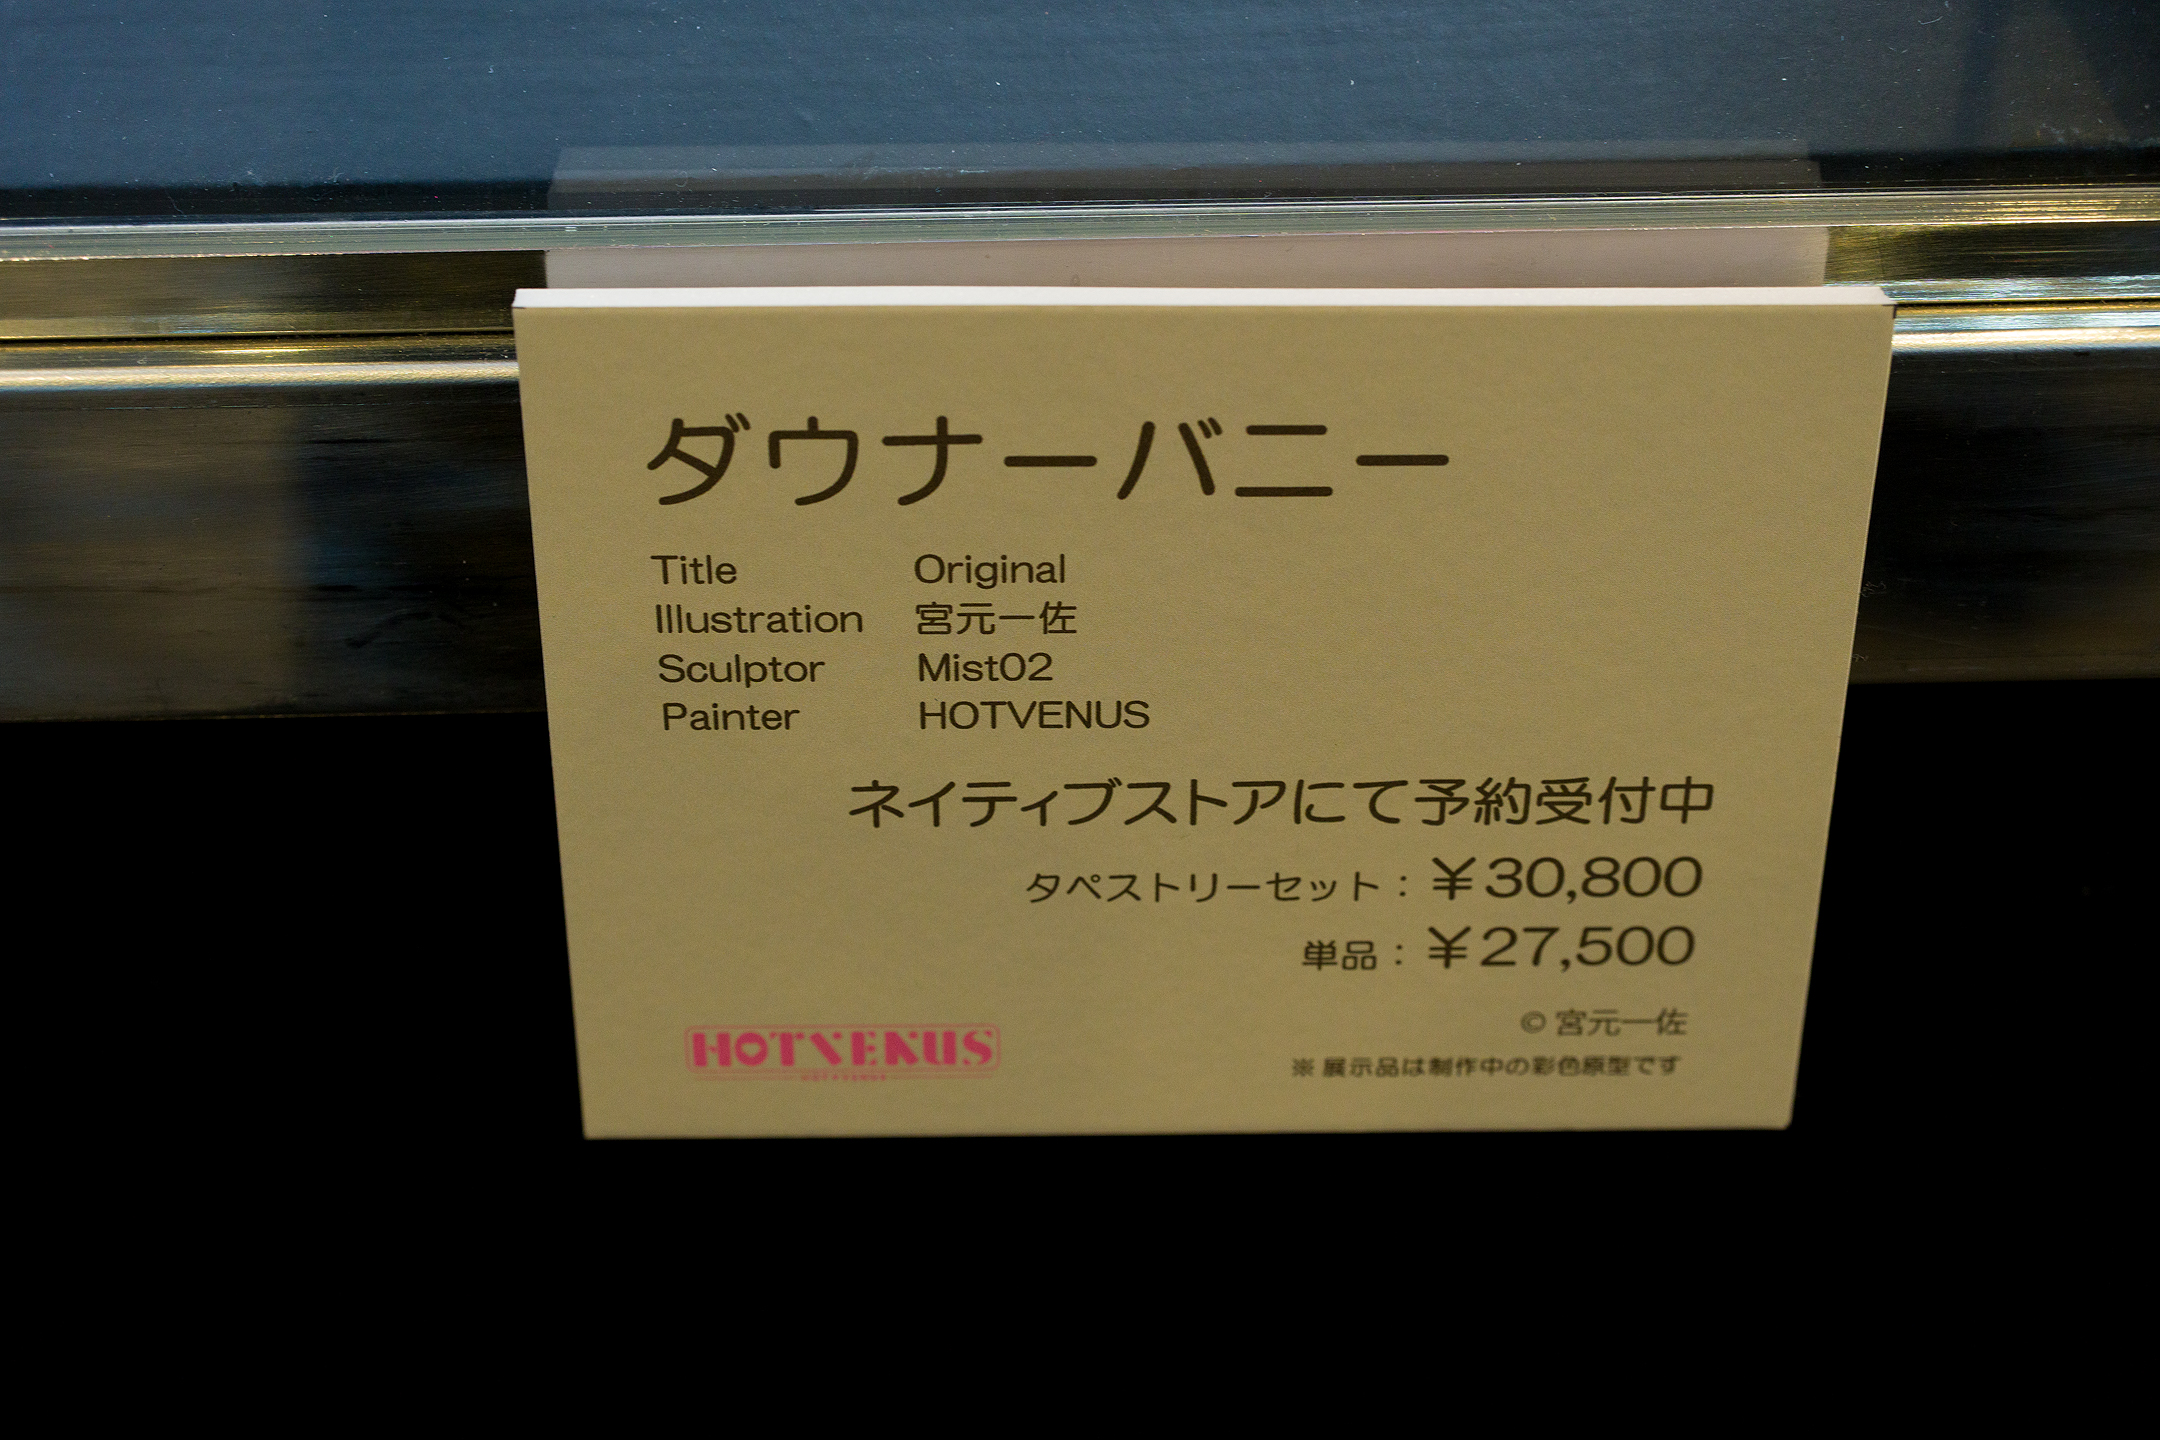 ダウナーバニー
Title Original
Illustration 宮元一佐
Sculptor Mist02
Painter HOTVENUS
ネイティブストアにて予約受付中
タペストリーセット：￥30,800
単品：￥27,500
© 宮元一佐
※ 展示品は制作中の彩色原型です
HOTVENUS